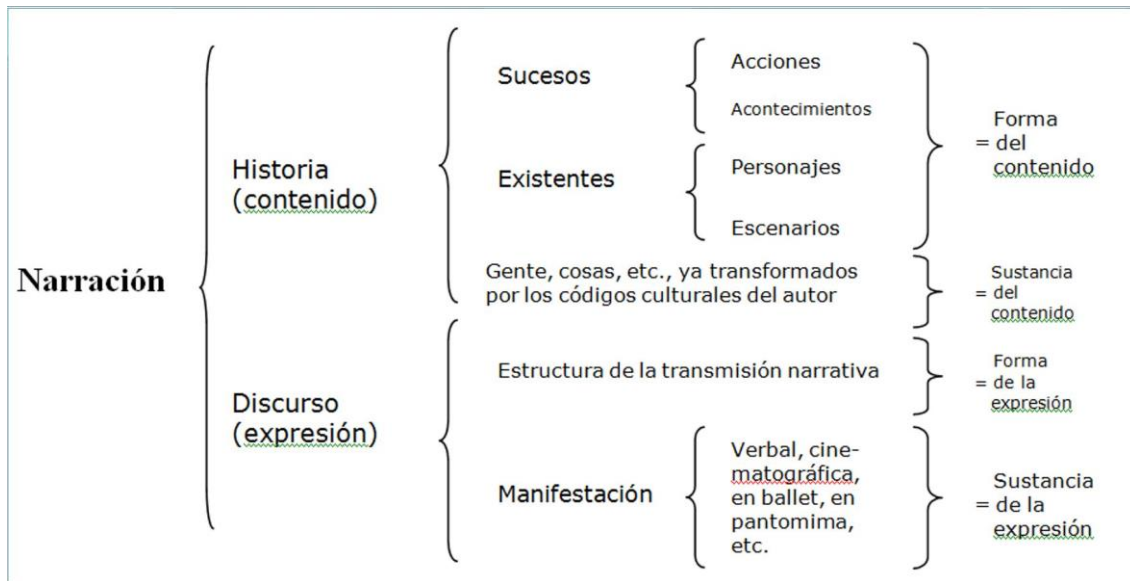 Narración
Historia
(contenido)
Sucesos
Acciones
Acontecimientos
Existentes
Personajes
Escenarios
Forma
= del
contenido
Gente, cosas, etc., ya transformados
por los códigos culturales del autor
Sustancia
= del
contenido
Discurso
(expresión)
Estructura de la transmisión narrativa
Forma
= de la
expresión
Manifestación
Verbal, cine-
matográfica,
en ballet, en
pantomima,
etc.
Sustancia
= de la
expresión